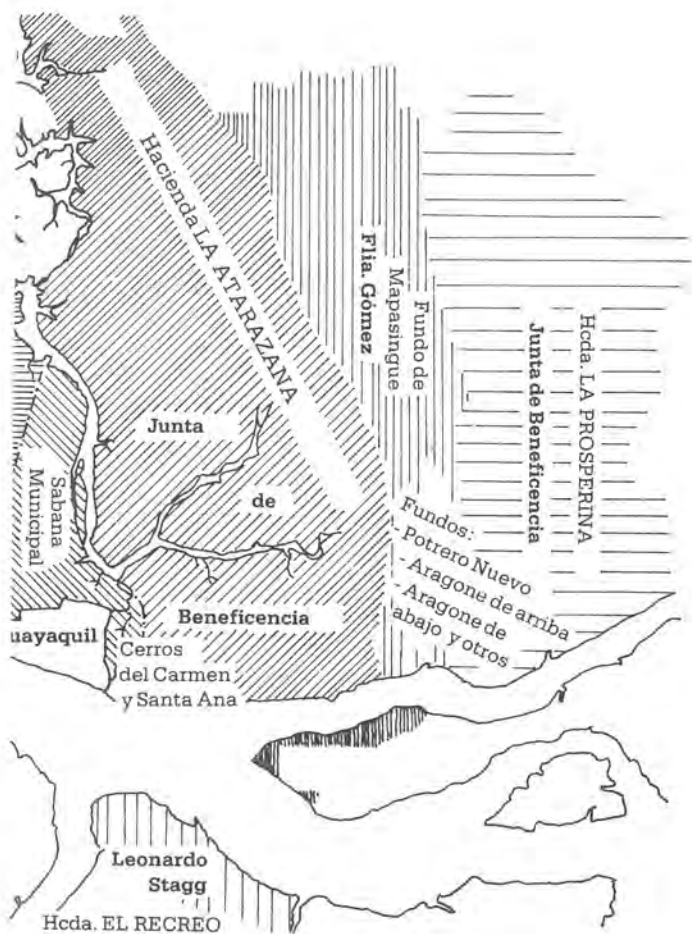 Hacienda LA ATARAZANA
Flia. Gómez
Fundo de
Mapasingue
Hcda. LA PROSPERINA
Junta de Beneficencia
Junta
de
Beneficencia
Sabana
Municipal
Fundos:
- Potrero Nuevo
- Aragone de arriba
- Aragone de
abajo y otros
uayaquil
Cerros
del Carmen
y Santa Ana
Leonardo
Stagg
Hcda. EL RECREO